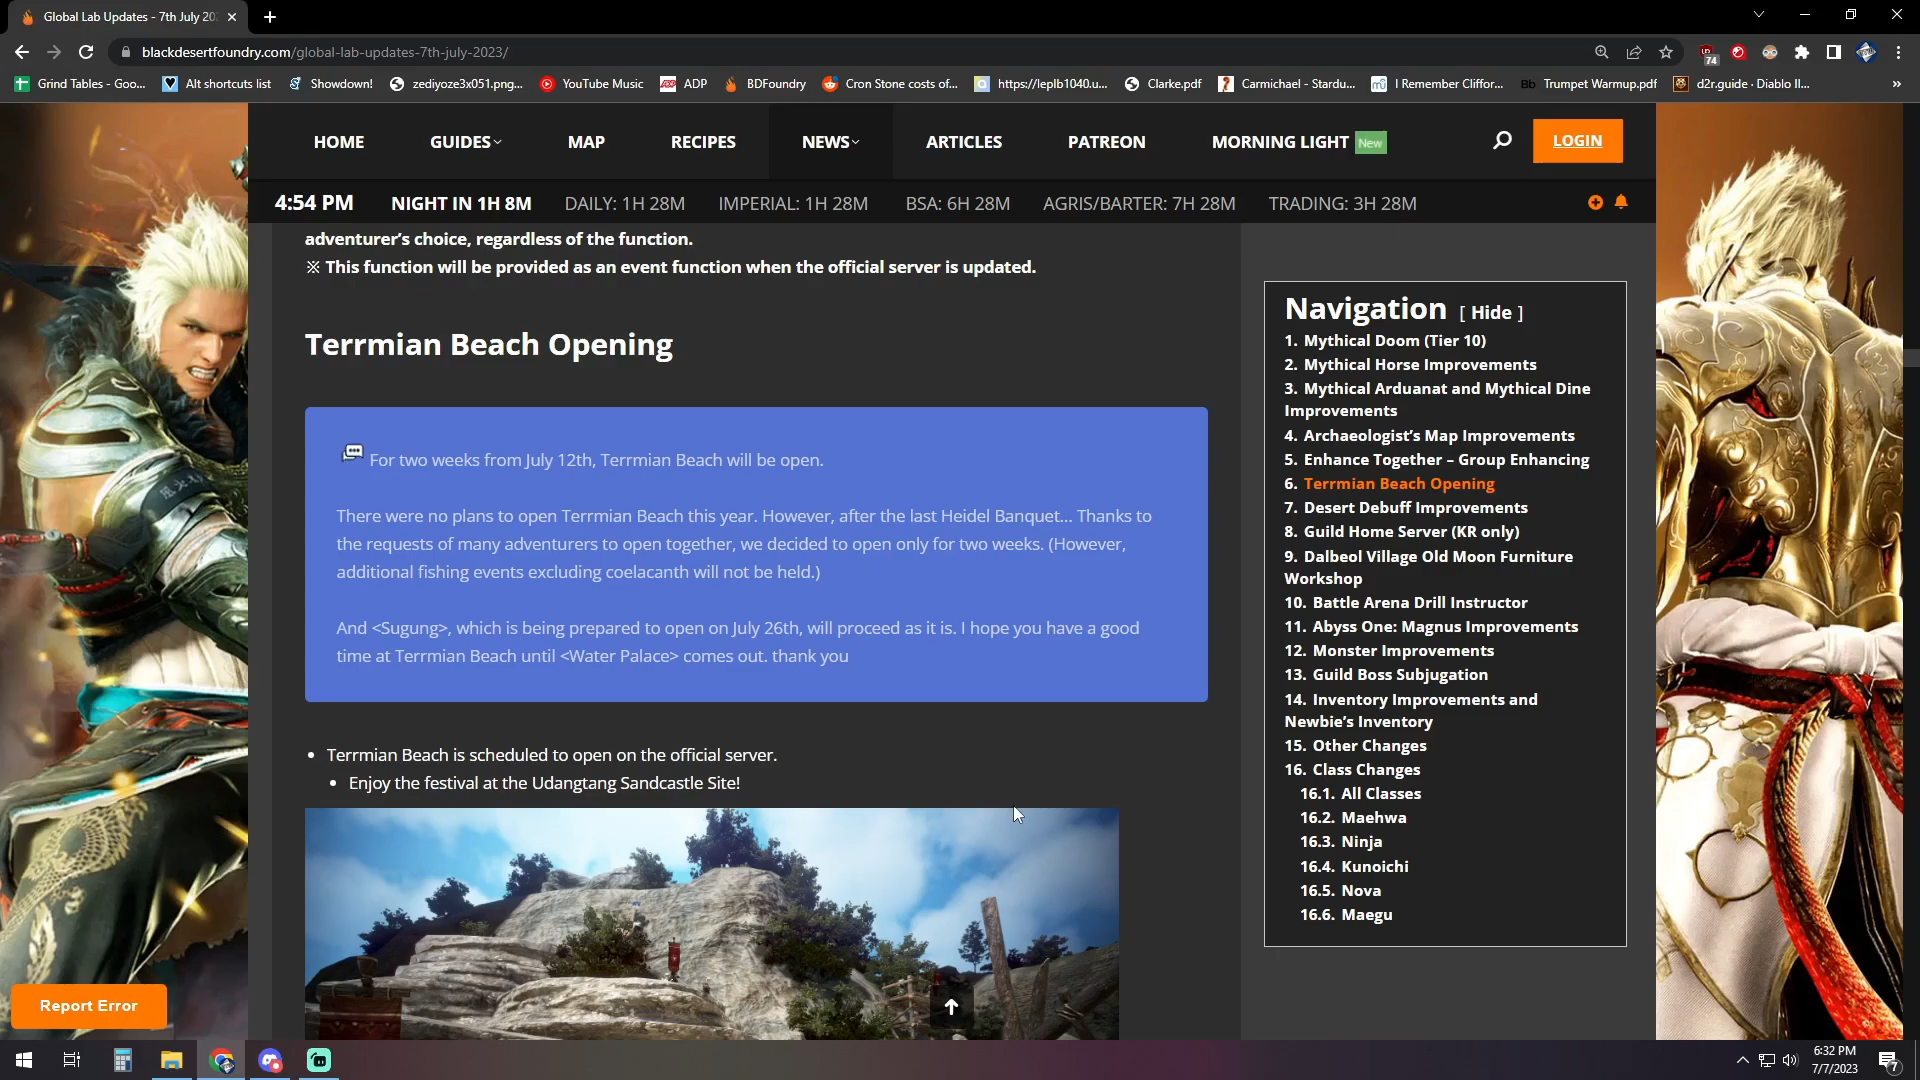 Global Lab Updates - 7th July 20
blackdesertfoundry.com/global-lab-updates-7th-july-2023/
74
Grind Tables - Goo...
Alt shortcuts list
Showdown!
zediyoze3x051.png...
YouTube Music
ADP
BDFoundry
Cron Stone costs of...
https://leplb1040.u...
Clarke.pdf
Carmichael - Stardu...
I Remember Cliffor...
Bb Trumpet Warmup.pdf
d2r.guide · Diablo II...
HOME
GUIDES
MAP
RECIPES
NEWS
ARTICLES
PATREON
MORNING LIGHT New
LOGIN
4:54 PM
NIGHT IN 1H 8M
DAILY: 1H 28M
IMPERIAL: 1H 28M
BSA: 6H 28M
AGRIS/BARTER: 7H 28M
TRADING: 3H 28M
adventurer's choice, regardless of the function.
※ This function will be provided as an event function when the official server is updated.
Terrmian Beach Opening
For two weeks from July 12th, Terrmian Beach will be open.
There were no plans to open Terrmian Beach this year. However, after the last Heidel Banquet... Thanks to
the requests of many adventurers to open together, we decided to open only for two weeks. (However,
additional fishing events excluding coelacanth will not be held.)
And <Sugung>, which is being prepared to open on July 26th, will proceed as it is. I hope you have a good
time at Terrmian Beach until <Water Palace> comes out. thank you
• Terrmian Beach is scheduled to open on the official server.
• Enjoy the festival at the Udangtang Sandcastle Site!
Navigation [ Hide ]
1. Mythical Doom (Tier 10)
2. Mythical Horse Improvements
3. Mythical Arduanat and Mythical Dine
Improvements
4. Archaeologist's Map Improvements
5. Enhance Together – Group Enhancing
6. Terrmian Beach Opening
7. Desert Debuff Improvements
8. Guild Home Server (KR only)
9. Dalbeol Village Old Moon Furniture
Workshop
10. Battle Arena Drill Instructor
11. Abyss One: Magnus Improvements
12. Monster Improvements
13. Guild Boss Subjugation
14. Inventory Improvements and
Newbie's Inventory
15. Other Changes
16. Class Changes
16.1. All Classes
16.2. Maehwa
16.3. Ninja
16.4. Kunoichi
16.5. Nova
16.6. Maegu
Report Error
6:32 PM
7/7/2023
7